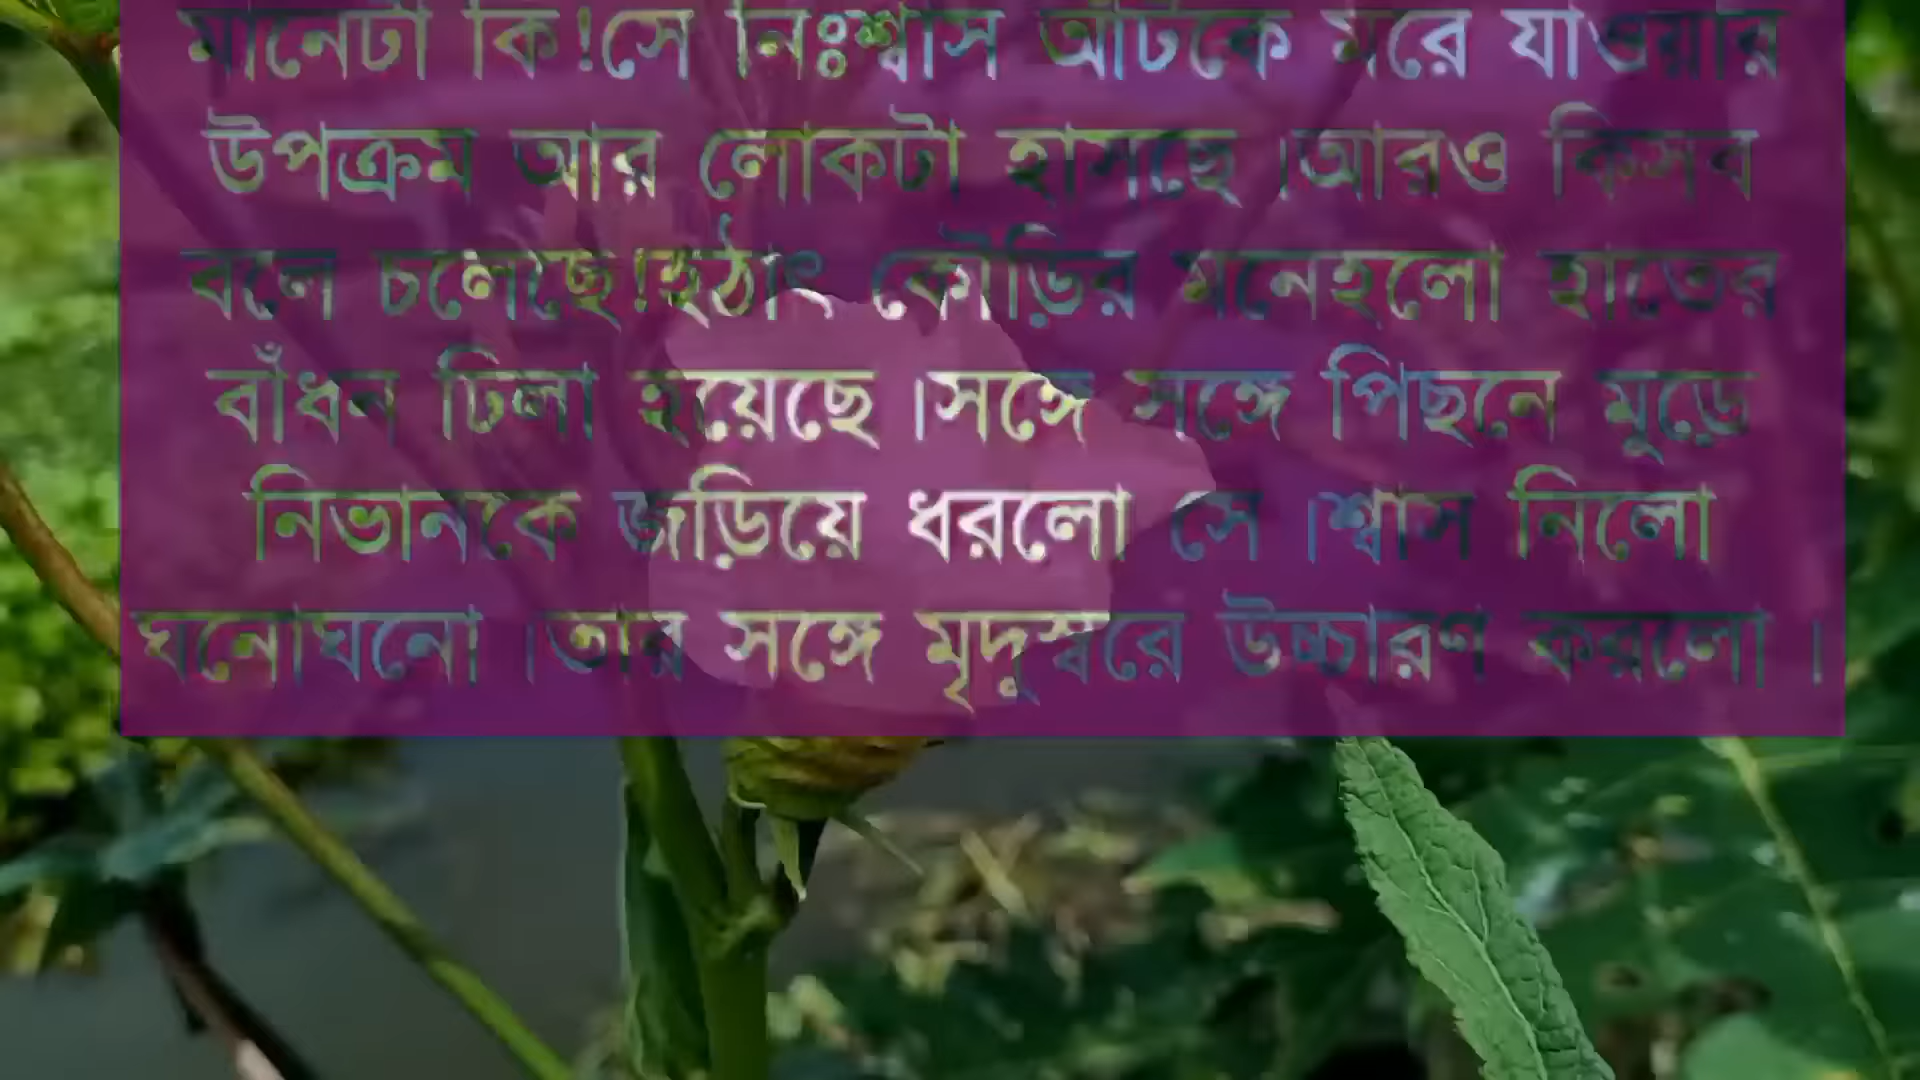 মানেটা কি!সে নিঃশ্বাস আটকে মরে যাওয়ার
উপক্রম আর লোকটা হাসছে।আরও কিসব
বলে চলেছে!হঠাৎ কৌড়ির মনেহলো হাতের
বাঁধন ঢিলা হয়েছে।সঙ্গে সঙ্গে পিছনে মুড়ে
নিভানকে জড়িয়ে ধরলো সে।শ্বাস নিলো
ঘনোঘনো।তার সঙ্গে মৃদুস্বরে উচ্চারণ করলো।